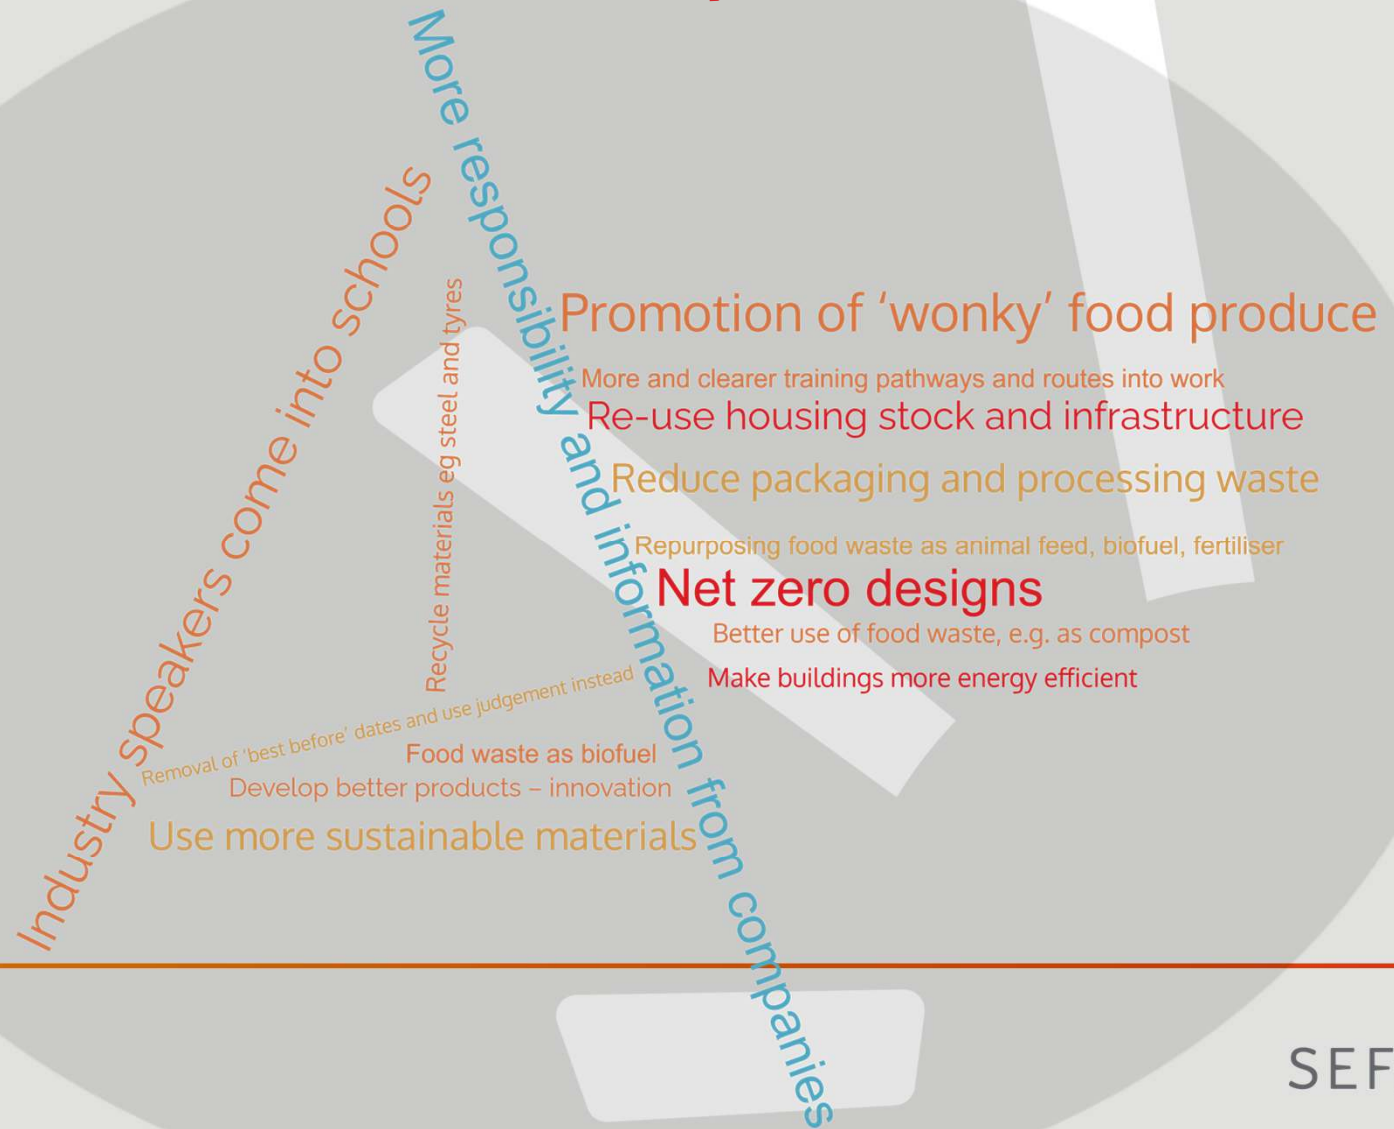 More responsibility and information from companies
Industry speakers come into schools
Recycle materials eg steel and tyres
Promotion of ‘wonky’ food produce
More and clearer training pathways and routes into work
Re-use housing stock and infrastructure
Reduce packaging and processing waste
Repurposing food waste as animal feed, biofuel, fertiliser
Net zero designs
Better use of food waste, e.g. as compost
Make buildings more energy efficient
Removal of ‘best before’ dates and use judgement instead
Food waste as biofuel
Develop better products – innovation
Use more sustainable materials
SEF